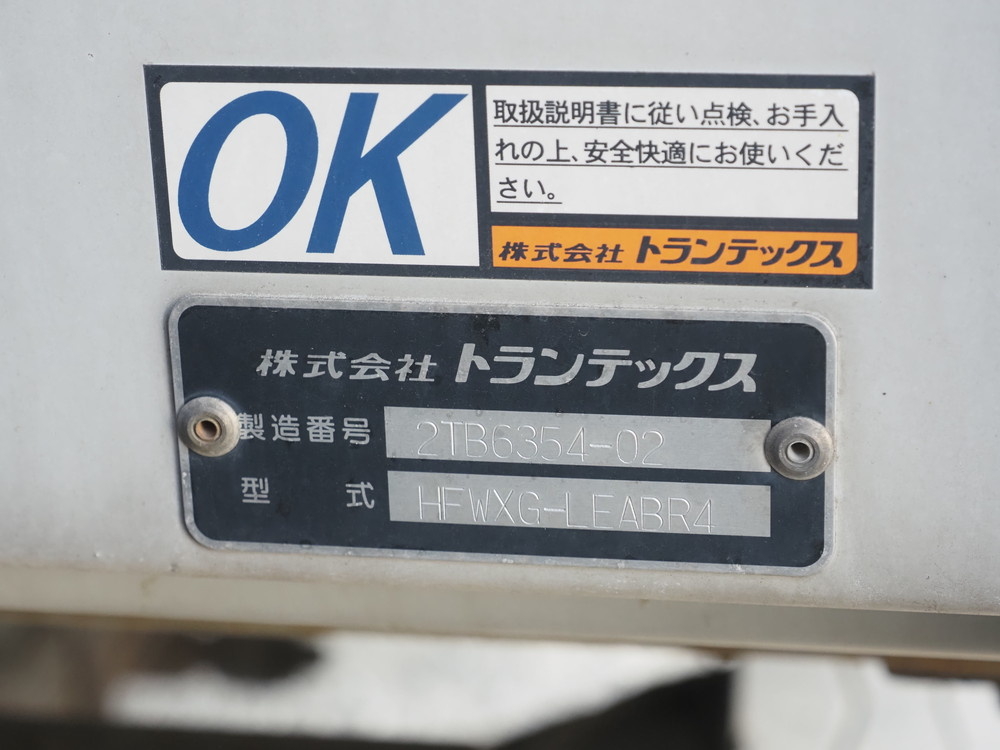 OK
取扱説明書に従い点検、お手入
れの上、安全快適にお使いくだ
さい。
株式会社 トランテックス
株式会社 トランテックス
製造番号 2TB6354-02
型式 HFWXG-LEABR4